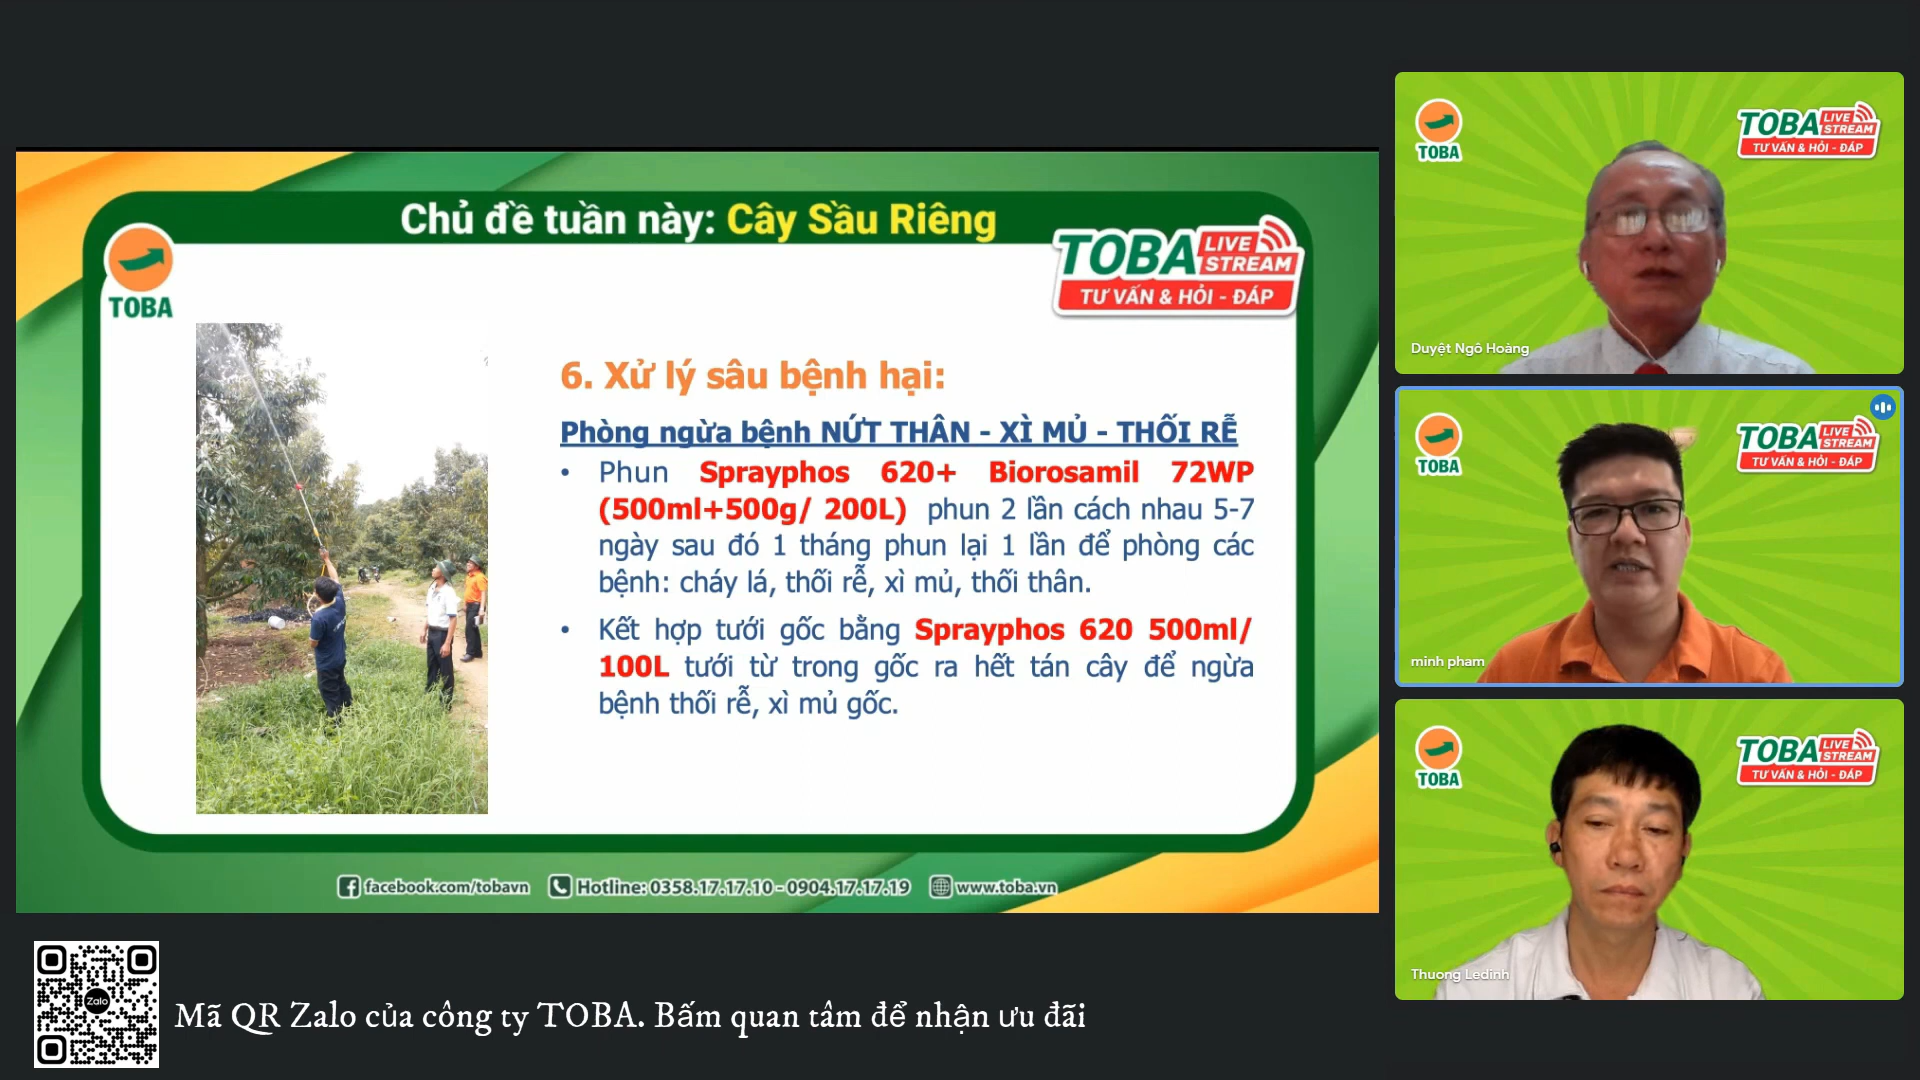 Chủ đề tuần này: Cây Sầu Riêng
TOBA
TOBA LIVE STREAM
TƯ VẤN & HỎI - ĐÁP
6. Xử lý sâu bệnh hại:
Phòng ngừa bệnh NỨT THÂN - XÌ MỦ - THỐI RỄ
• Phun Sprayphos 620+ Biorosamil 72WP
(500ml+500g/ 200L) phun 2 lần cách nhau 5-7
ngày sau đó 1 tháng phun lại 1 lần để phòng các
bệnh: cháy lá, thối rễ, xì mủ, thối thân.
• Kết hợp tưới gốc bằng Sprayphos 620 500ml/
100L tưới từ trong gốc ra hết tán cây để ngừa
bệnh thối rễ, xì mủ gốc.
facebook.com/tobavn Hotline: 0358.17.17.10 - 0904.17.17.19 www.toba.vn
Zalo
Mã QR Zalo của công ty TOBA. Bấm quan tâm để nhận ưu đãi
TOBA
TOBA LIVE STREAM
TƯ VẤN & HỎI - ĐÁP
Duyệt Ngô Hoàng
TOBA
TOBA LIVE STREAM
TƯ VẤN & HỎI - ĐÁP
minh pham
TOBA
TOBA LIVE STREAM
TƯ VẤN & HỎI - ĐÁP
Thuong Ledinh